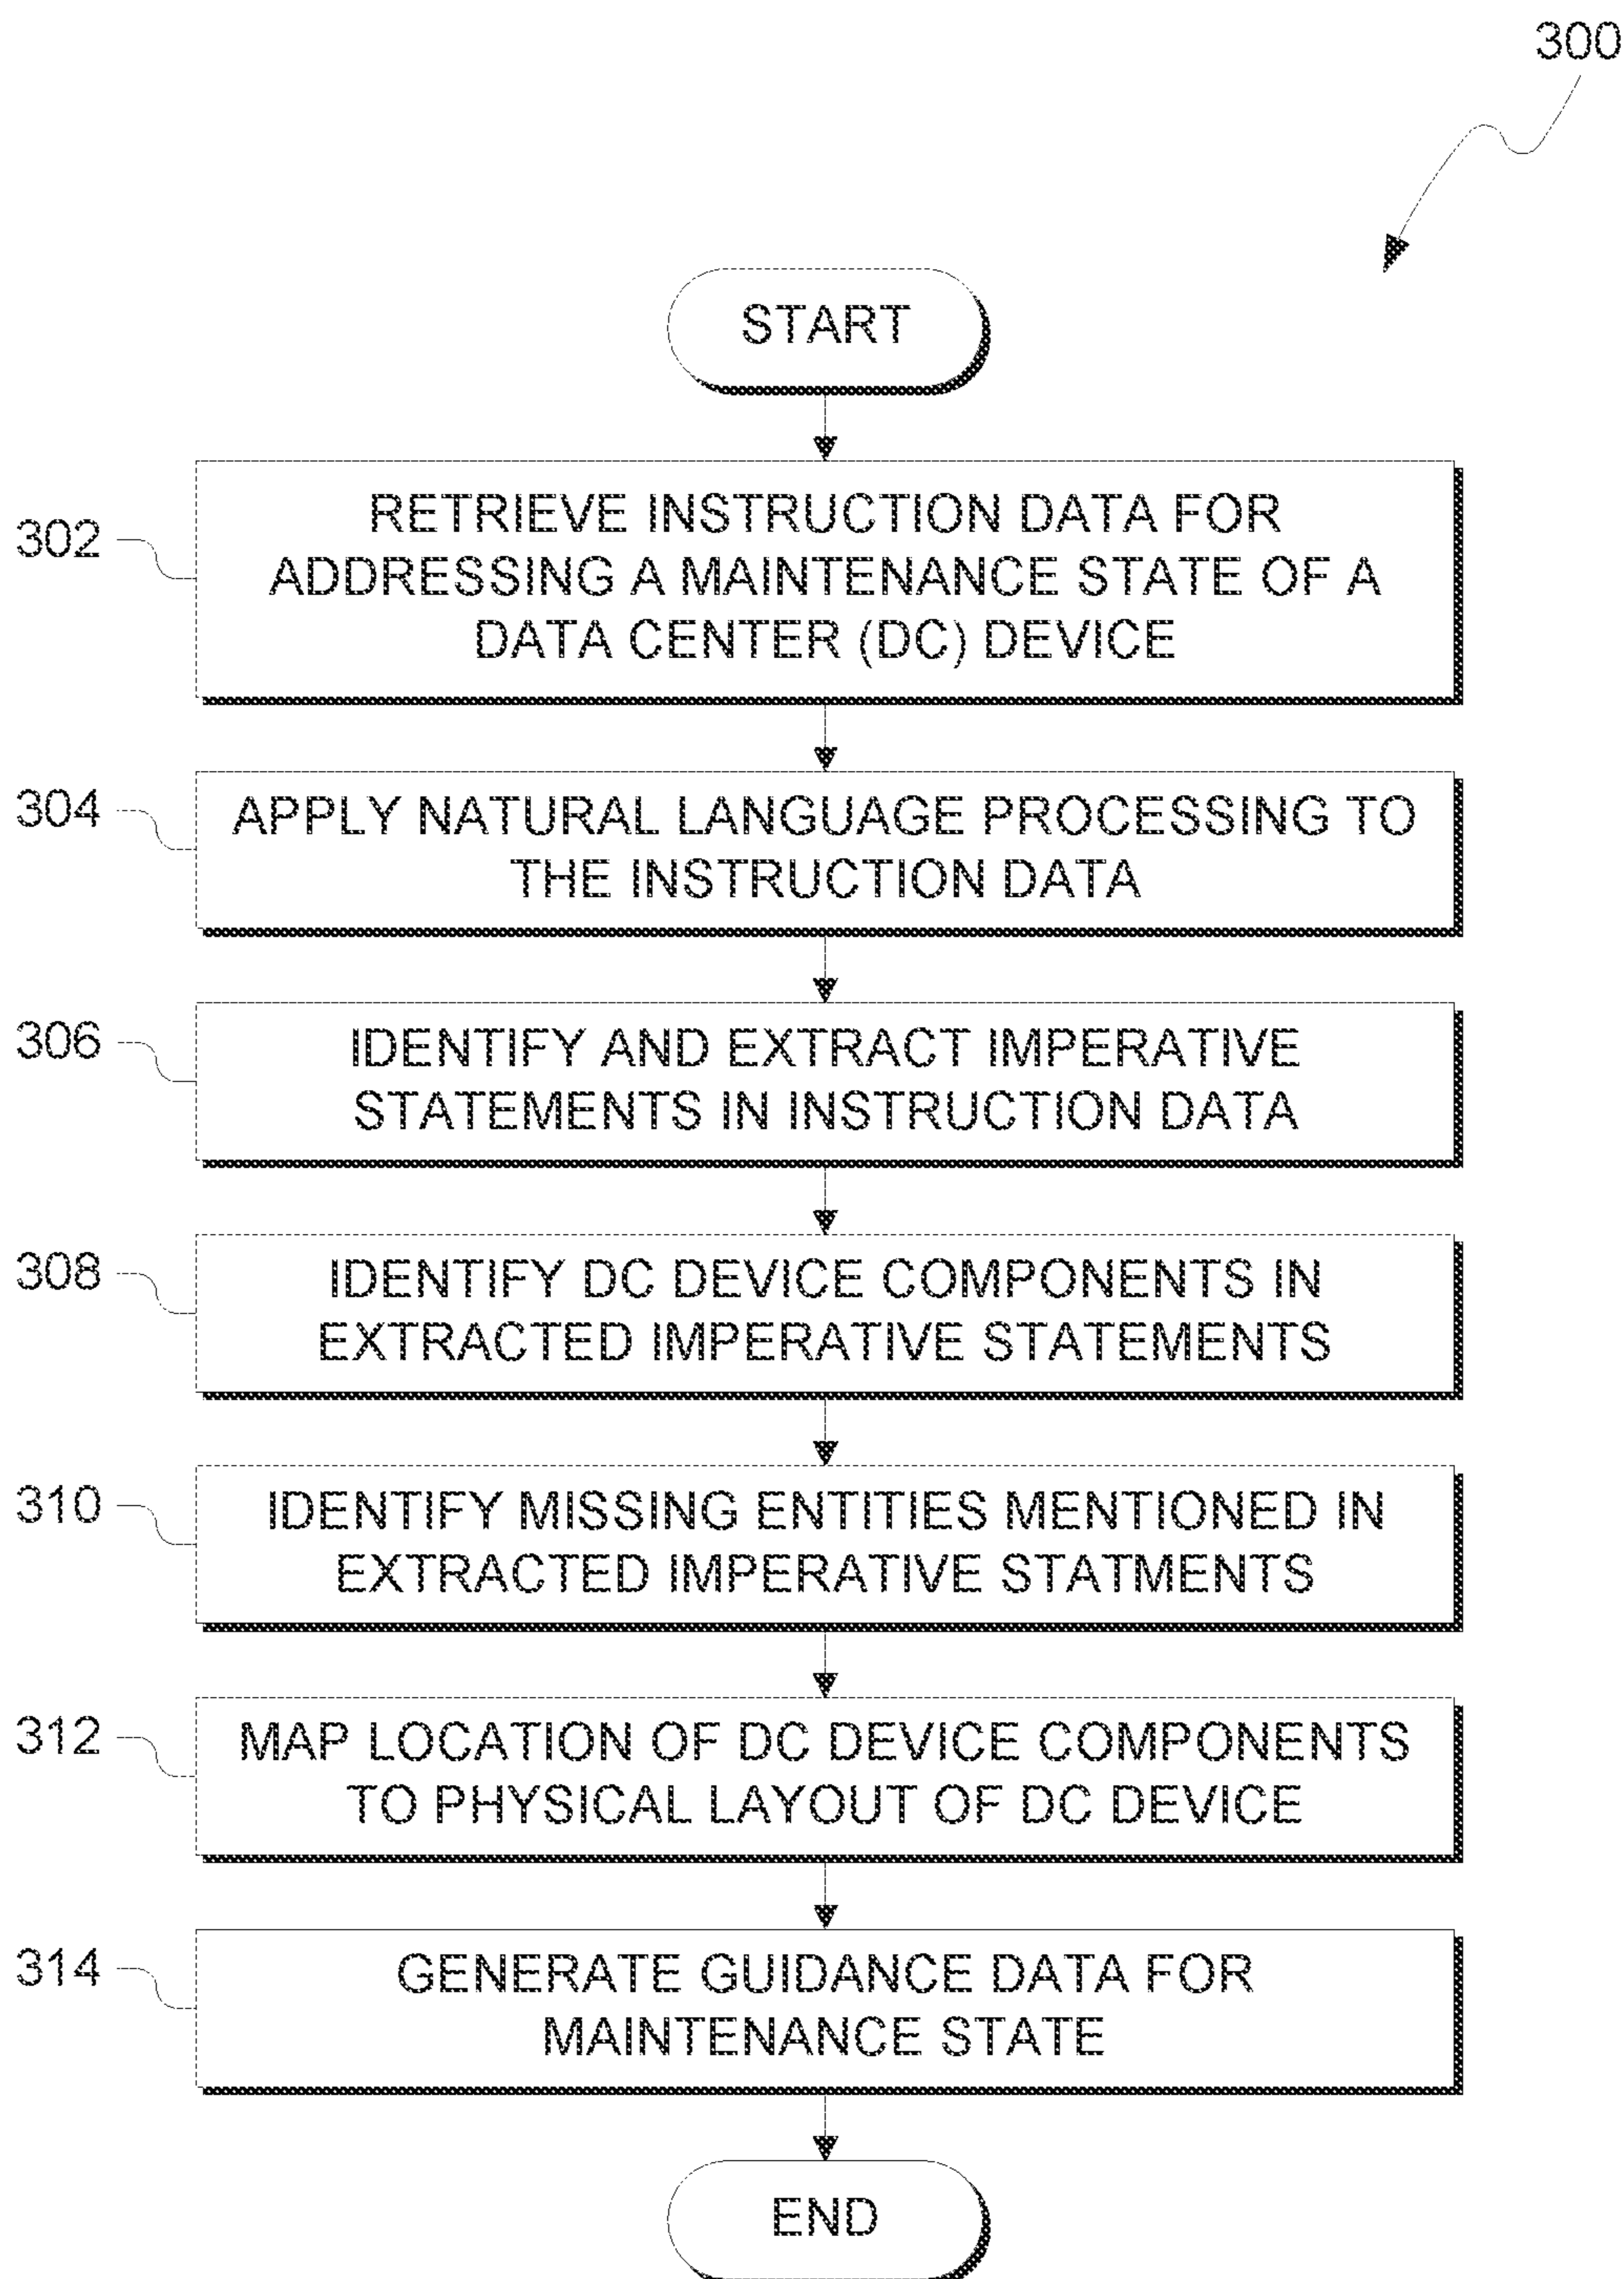 300
START
302
RETRIEVE INSTRUCTION DATA FOR
ADDRESSING A MAINTENANCE STATE OF A
DATA CENTER (DC) DEVICE
304
APPLY NATURAL LANGUAGE PROCESSING TO
THE INSTRUCTION DATA
306
IDENTIFY AND EXTRACT IMPERATIVE
STATEMENTS IN INSTRUCTION DATA
308
IDENTIFY DC DEVICE COMPONENTS IN
EXTRACTED IMPERATIVE STATEMENTS
310
IDENTIFY MISSING ENTITIES MENTIONED IN
EXTRACTED IMPERATIVE STATMENTS
312
MAP LOCATION OF DC DEVICE COMPONENTS
TO PHYSICAL LAYOUT OF DC DEVICE
314
GENERATE GUIDANCE DATA FOR
MAINTENANCE STATE
END